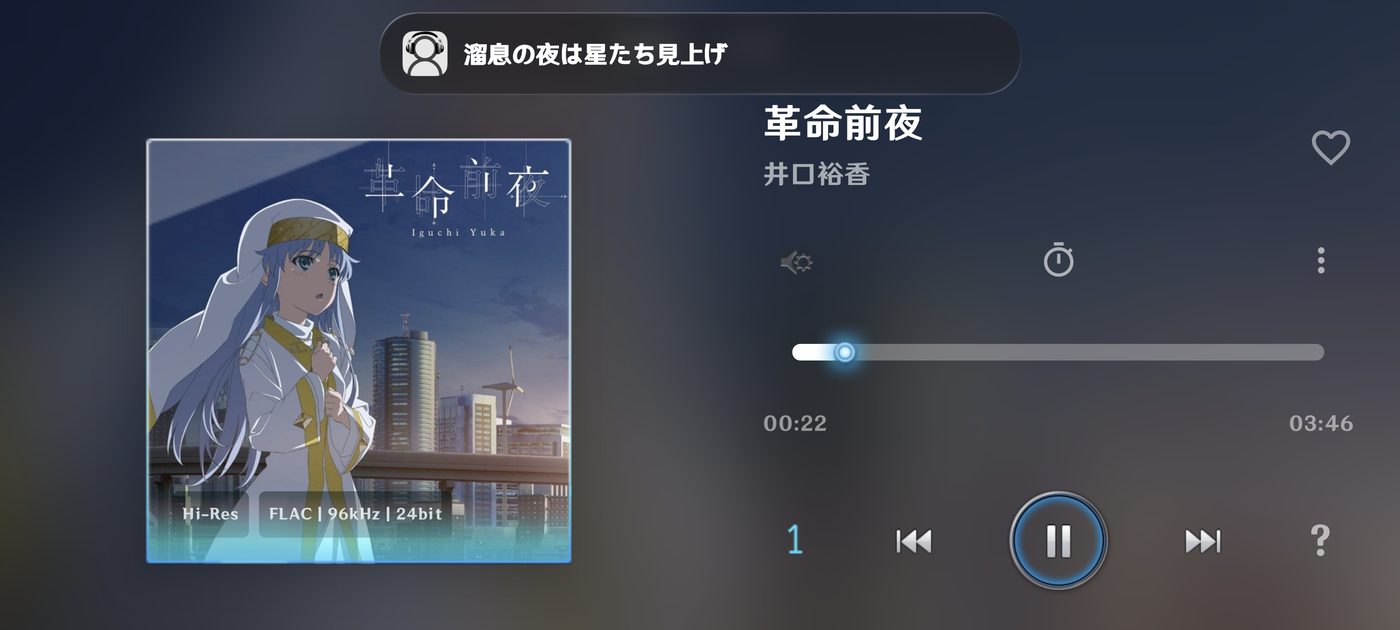 溜息の夜は星たち見上げ
革命前夜
井口裕香
革命前夜
Iguchi Yuka
Hi-Res
FLAC | 96kHz | 24bit
00:22
03:46
1
?